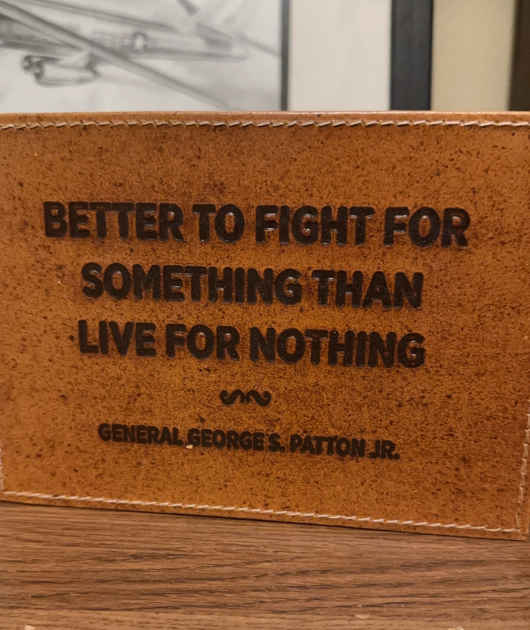 BETTER TO FIGHT FOR
SOMETHING THAN
LIVE FOR NOTHING
GENERAL GEORGE S. PATTON JR.